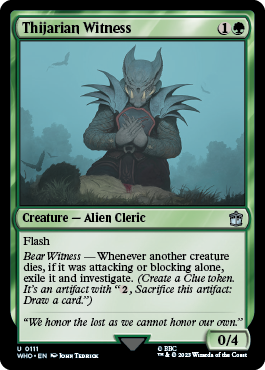 Thijarian Witness 1
Creature — Alien Cleric
Flash
Bear Witness — Whenever another creature
dies, if it was attacking or blocking alone,
exile it and investigate. (Create a Clue token.
It's an artifact with “2, Sacrifice this artifact:
Draw a card.”)
“We honor the lost as we cannot honor our own.”
0/4
U 0111
WHO • EN John Tedrick
© BBC
™ & © 2023 Wizards of the Coast